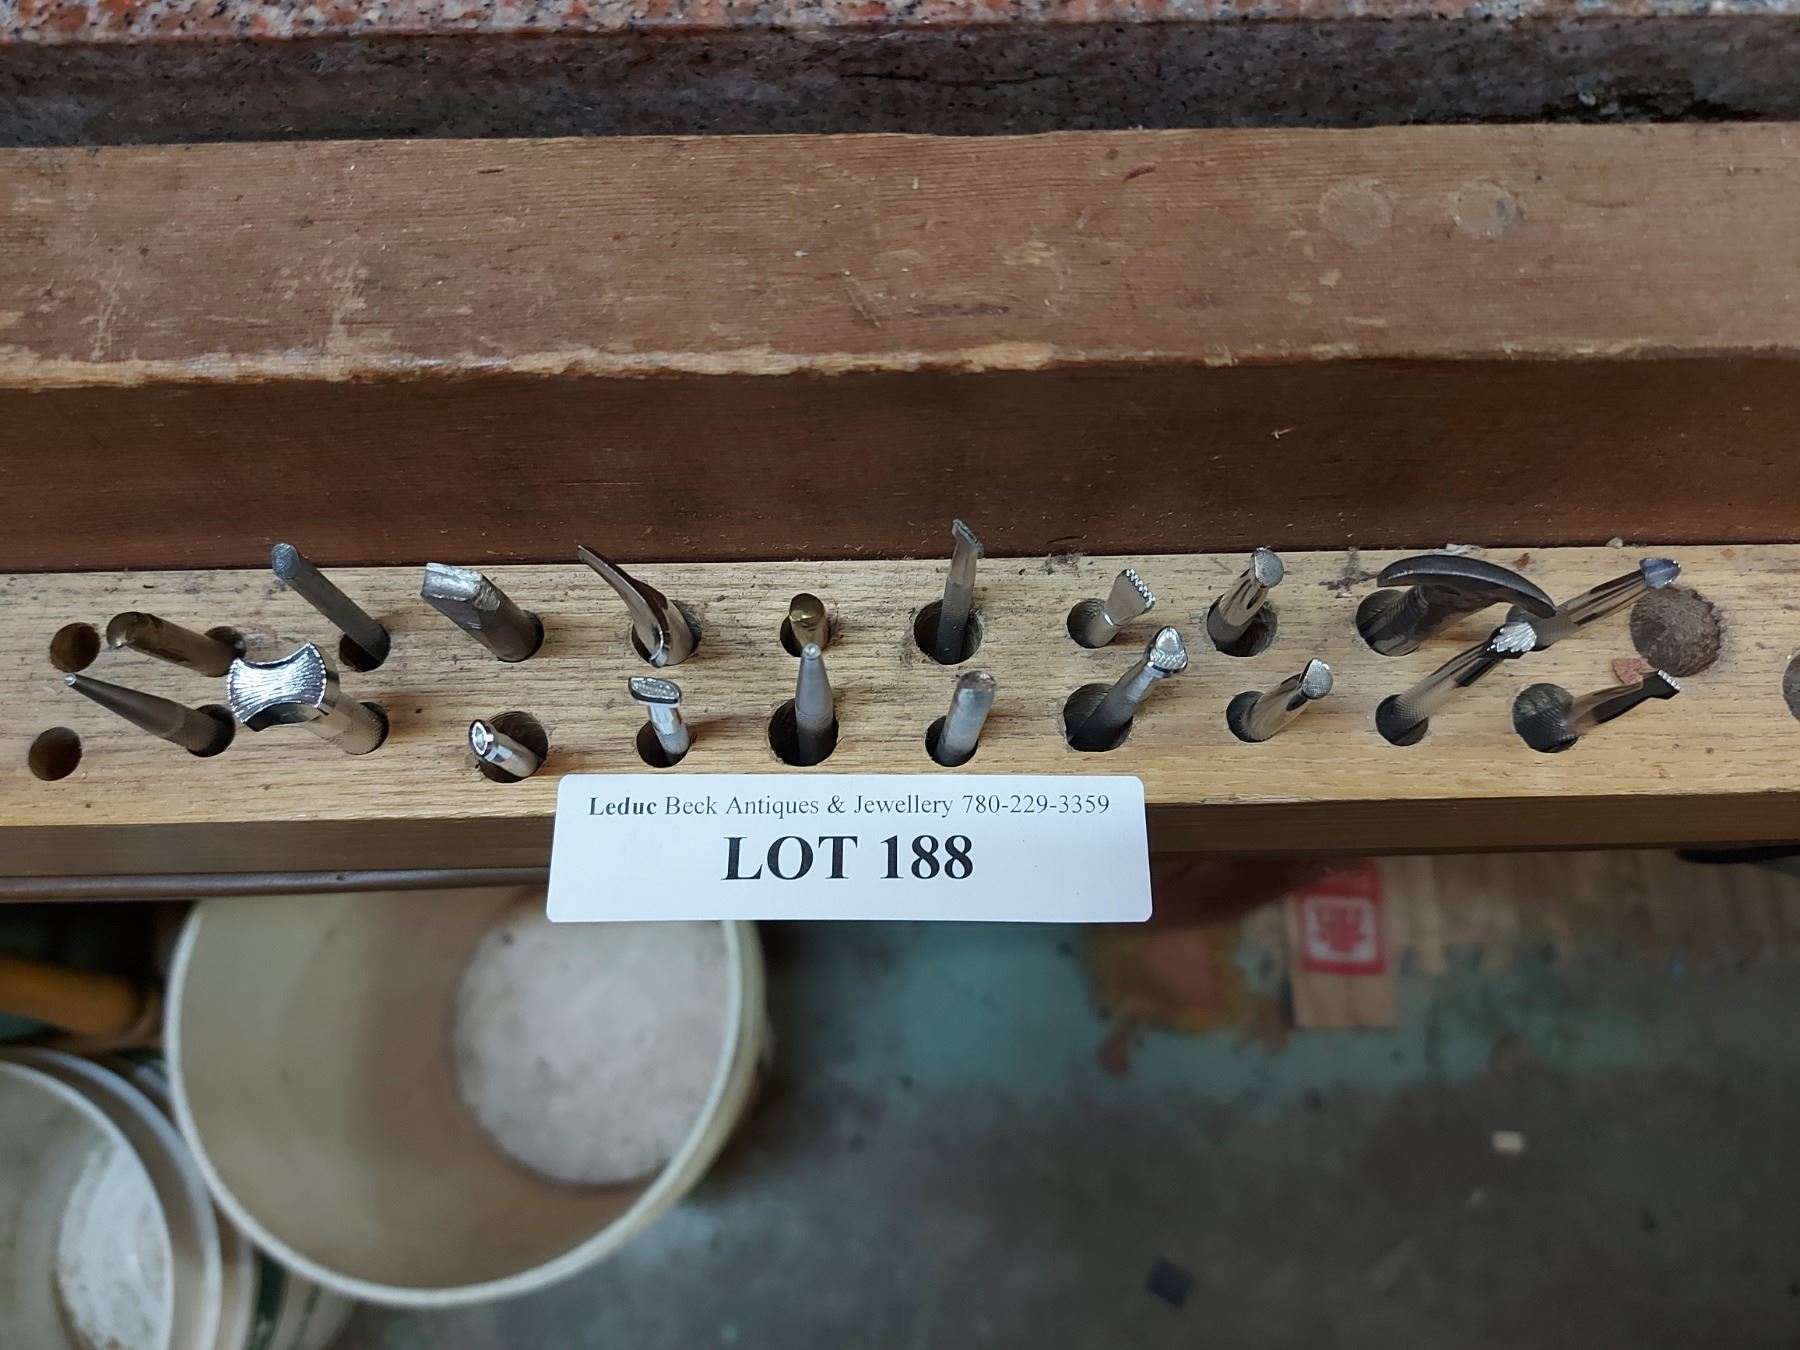 Leduc Beck Antiques & Jewellery 780-229-3359
LOT 188